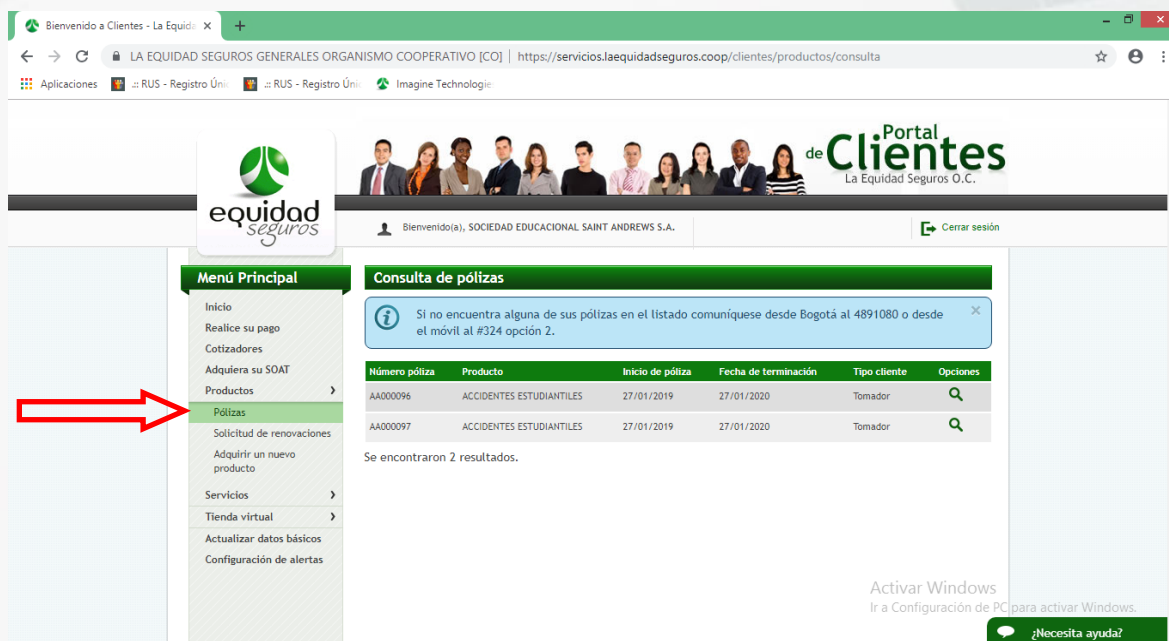 Bienvenido a Clientes - La Equida
LA EQUIDAD SEGUROS GENERALES ORGANISMO COOPERATIVO [CO] | https://servicios.laequidadseguros.coop/clientes/productos/consulta
Aplicaciones .:: RUS - Registro Únic .:: RUS - Registro Únic Imagine Technologie
equidad
seguros
Portal
de Clientes
La Equidad Seguros O.C.
Bienvenido(a), SOCIEDAD EDUCACIONAL SAINT ANDREWS S.A.
Cerrar sesión
Menú Principal
Inicio
Realice su pago
Cotizadores
Adquiera su SOAT
Productos
Pólizas
Solicitud de renovaciones
Adquirir un nuevo
producto
Servicios
Tienda virtual
Actualizar datos básicos
Configuración de alertas
Consulta de pólizas
Si no encuentra alguna de sus pólizas en el listado comuníquese desde Bogotá al 4891080 o desde
el móvil al #324 opción 2.
Número póliza Producto Inicio de póliza Fecha de terminación Tipo cliente Opciones
AA000096 ACCIDENTES ESTUDIANTILES 27/01/2019 27/01/2020 Tomador
AA000097 ACCIDENTES ESTUDIANTILES 27/01/2019 27/01/2020 Tomador
Se encontraron 2 resultados.
Activar Windows
Ir a Configuración de PC para activar Windows.
¿Necesita ayuda?